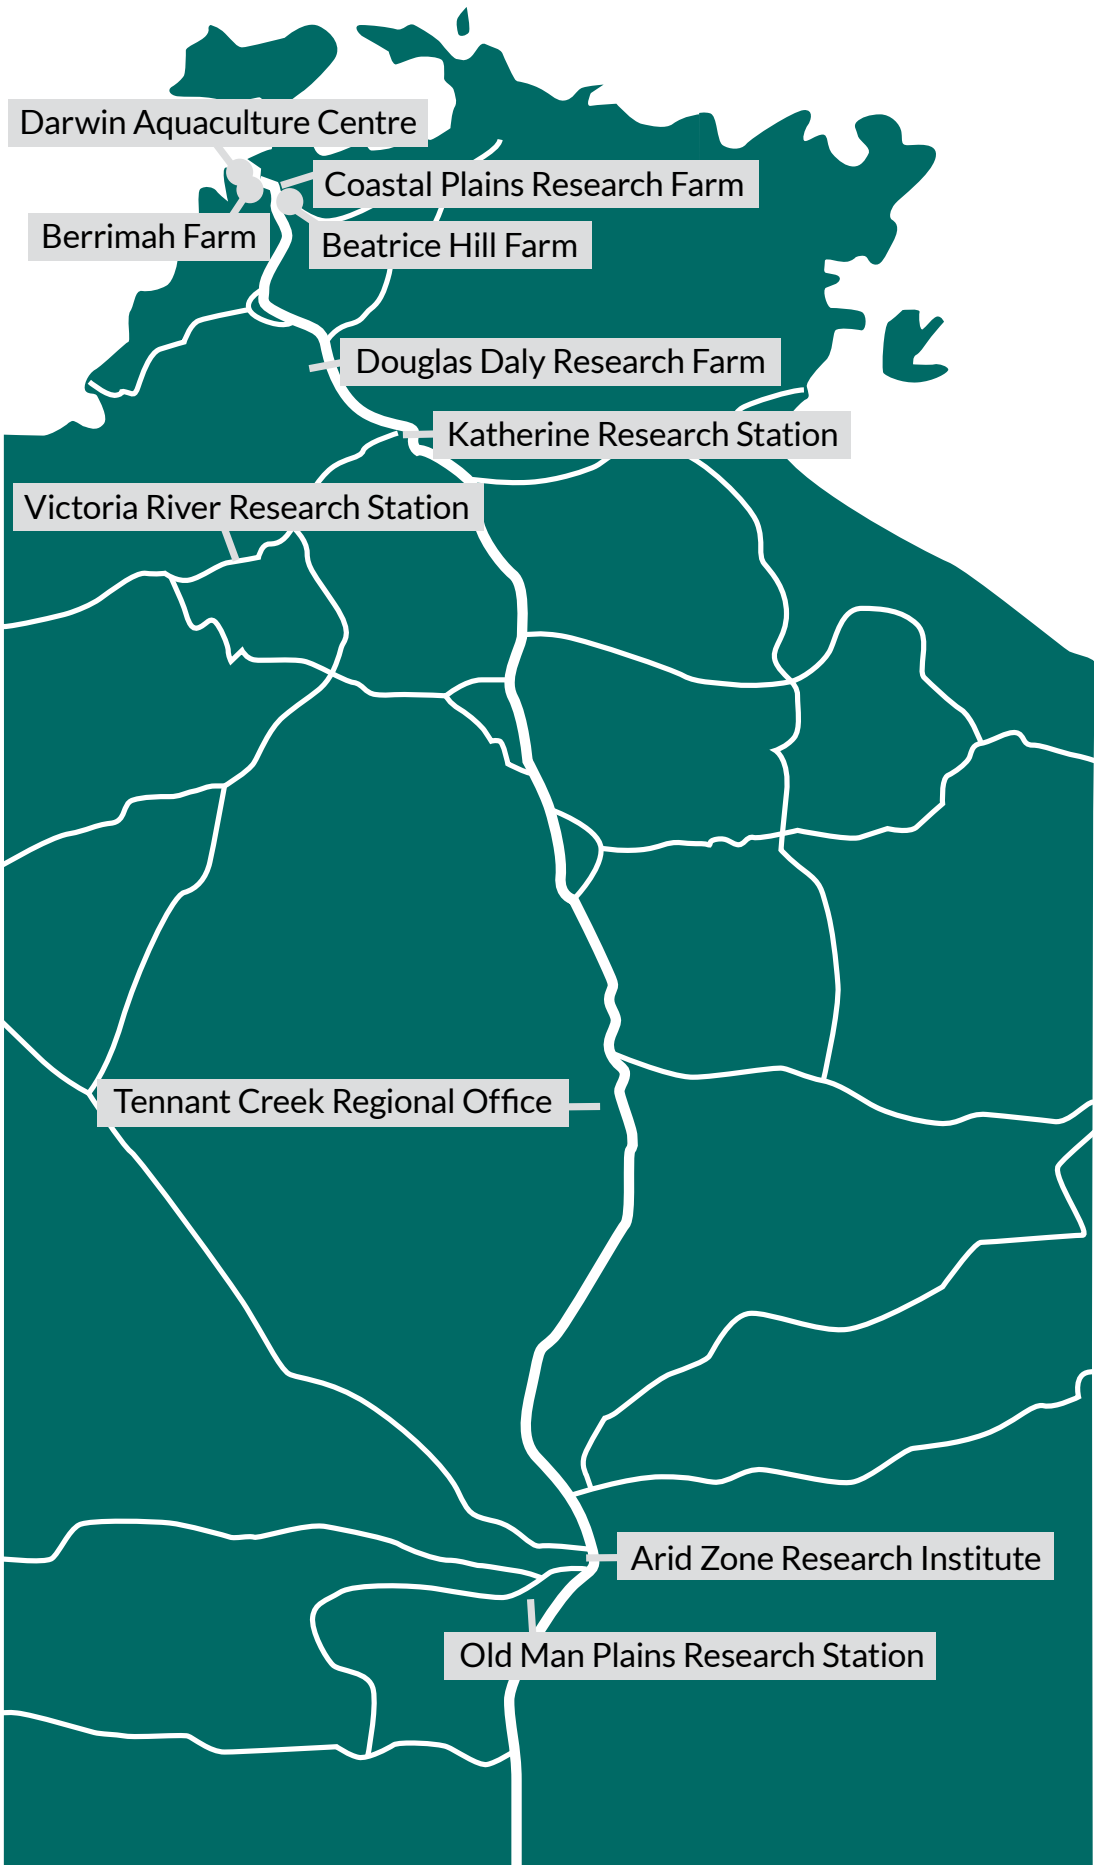 Darwin Aquaculture Centre
Coastal Plains Research Farm
Berrimah Farm
Beatrice Hill Farm
Douglas Daly Research Farm
Katherine Research Station
Victoria River Research Station
Tennant Creek Regional Office
Arid Zone Research Institute
Old Man Plains Research Station